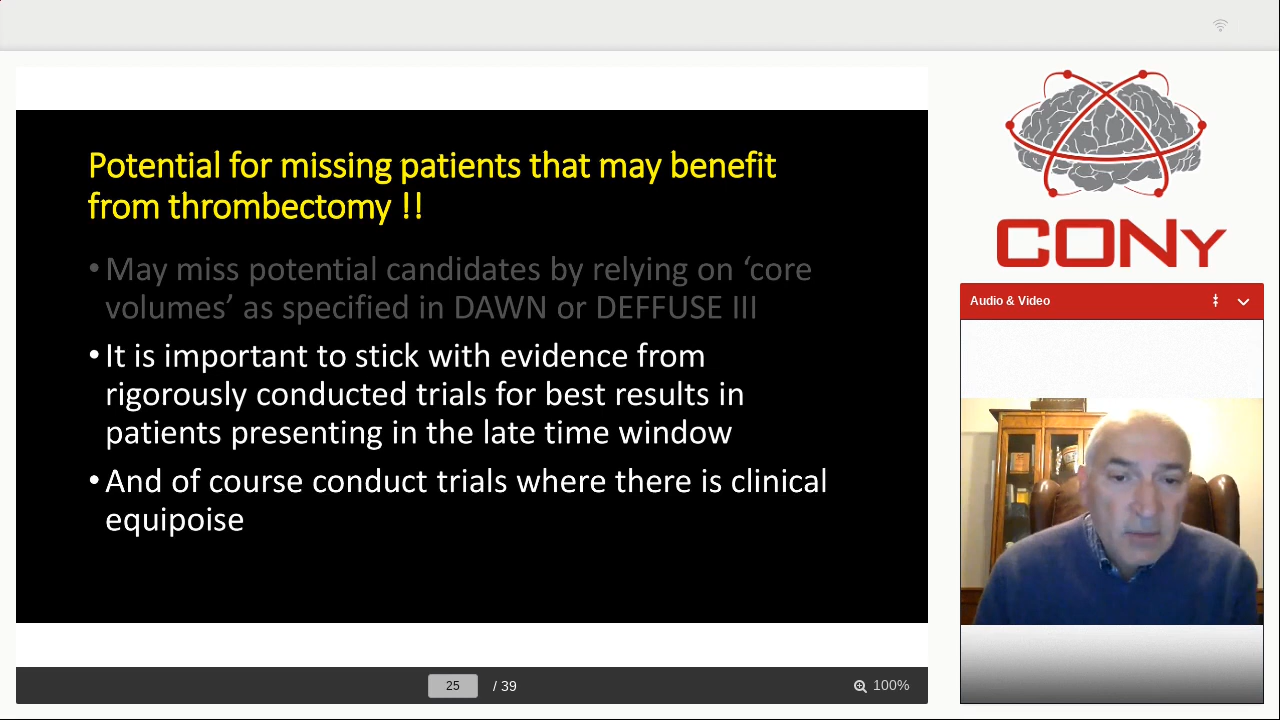 Potential for missing patients that may benefit
from thrombectomy !!
•May miss potential candidates by relying on ‘core
volumes’ as specified in DAWN or DEFFUSE III
•It is important to stick with evidence from
rigorously conducted trials for best results in
patients presenting in the late time window
•And of course conduct trials where there is clinical
equipoise
25 / 39
100%
CONy
Audio & Video